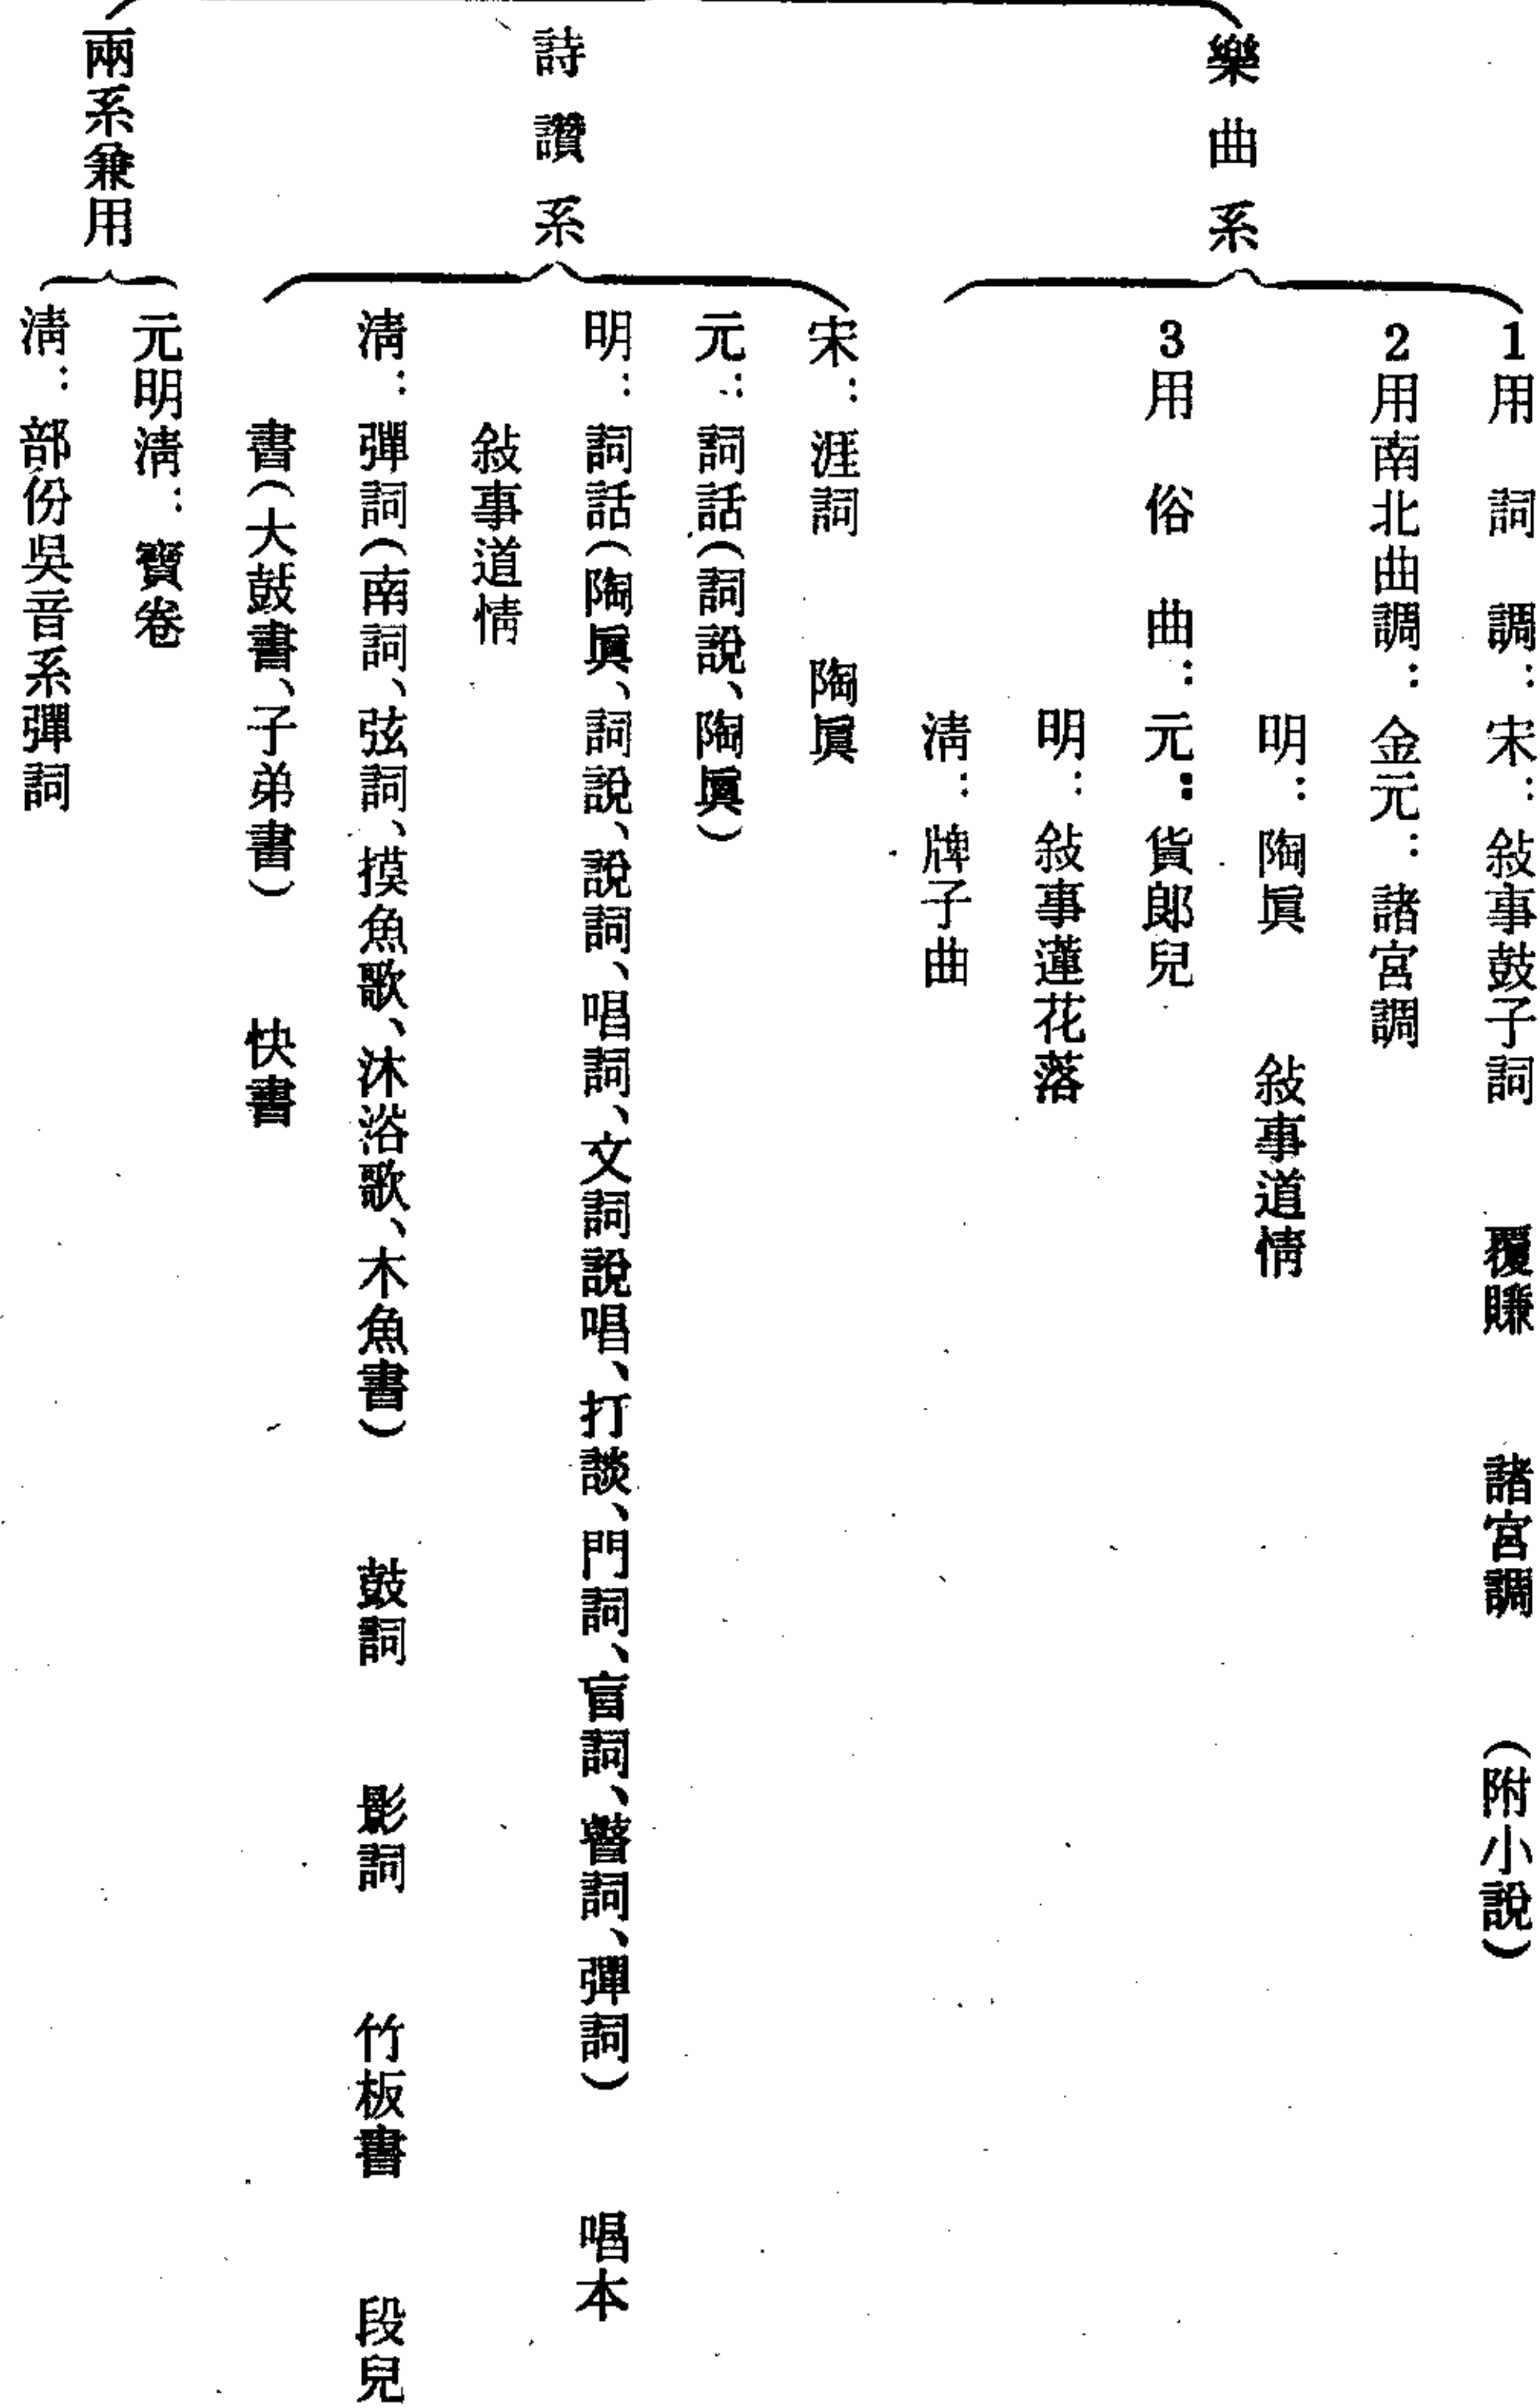 樂曲系
1用詞調：宋：敍事鼓子詞　覆賺　諸宮調　（附小說）
2用南北曲調：金元：諸宮調
明：陶眞　敍事道情
3用俗曲：元：貨郞兒
明：敍事蓮花落
淸：牌子曲
詩讚系
宋：涯詞　陶眞
元：詞話（詞說、陶眞）
明：詞話（陶眞、詞說、說詞、唱詞、文詞說唱、打談、門詞、盲詞、瞽詞、彈詞）　唱本
敍事道情
淸：彈詞（南詞、弦詞、摸魚歌、沐浴歌、木魚書）　鼓詞　影詞　竹板書　段兒
書（大鼓書、子弟書）　快書
兩系兼用
元明淸：寶卷
淸：部份吳音系彈詞